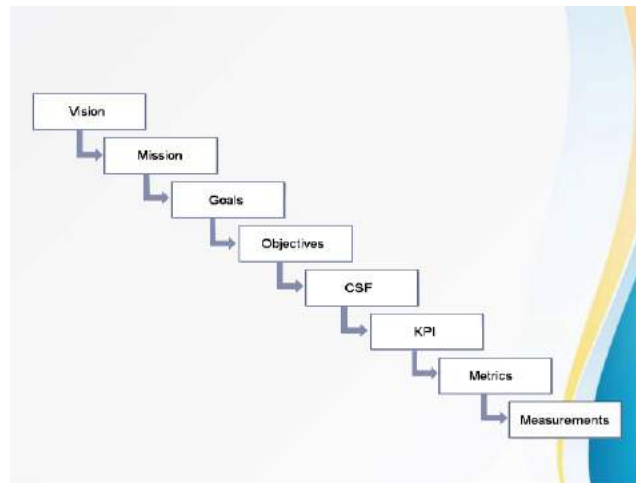 Vision
Mission
Goals
Objectives
CSF
KPI
Metrics
Measurements